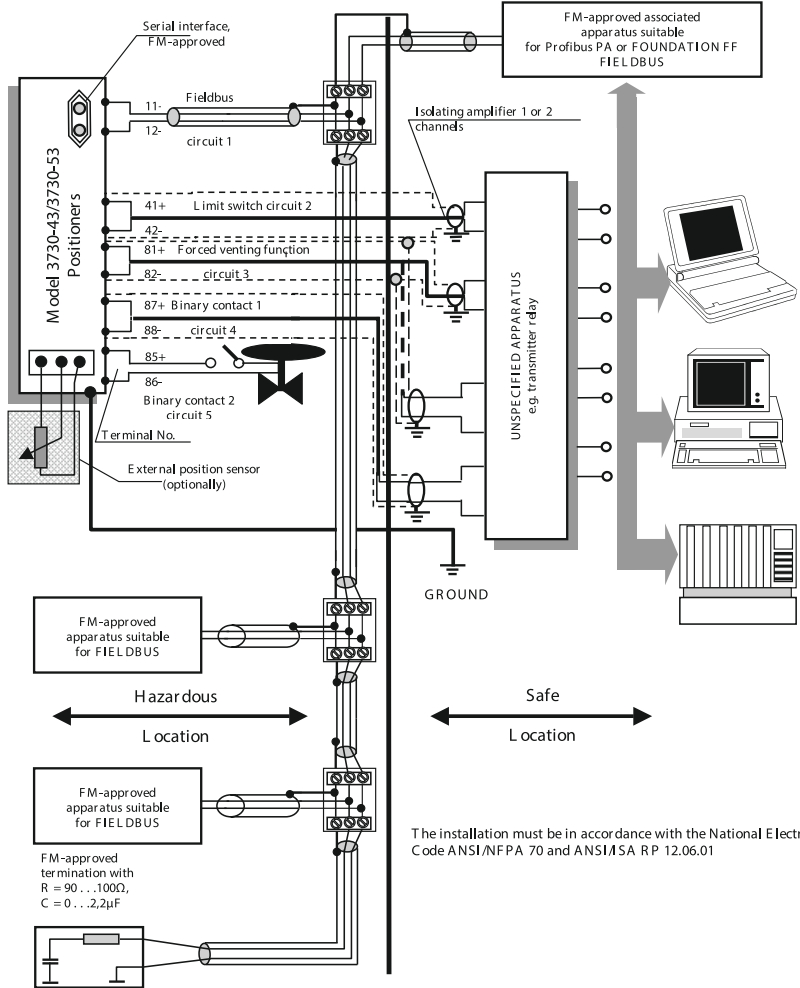 Serial interface,
FM-approved
FM-approved associated
apparatus suitable
for Profibus PA or FOUNDATION FF
FIELDBUS
Fieldbus
11-
12-
circuit 1
Isolating amplifier 1 or 2
channels
Model 3730-43/3730-53
Positioners
41+ Limit switch circuit 2
42-
81+ Forced venting function
82- circuit 3
87+ Binary contact 1
88- circuit 4
85+
86-
Binary contact 2
circuit 5
Terminal No.
External position sensor
(optionally)
UNSPECIFIED APPARATUS
e.g. transmitter relay
GROUND
FM-approved
apparatus suitable
for FIELDBUS
Hazardous
Location
Safe
Location
FM-approved
apparatus suitable
for FIELDBUS
The installation must be in accordance with the National Electr
Code ANSI/NFPA 70 and ANSI/ISA RP 12.06.01
FM-approved
termination with
R = 90 . . .100Ω,
C = 0 . . .2,2µF